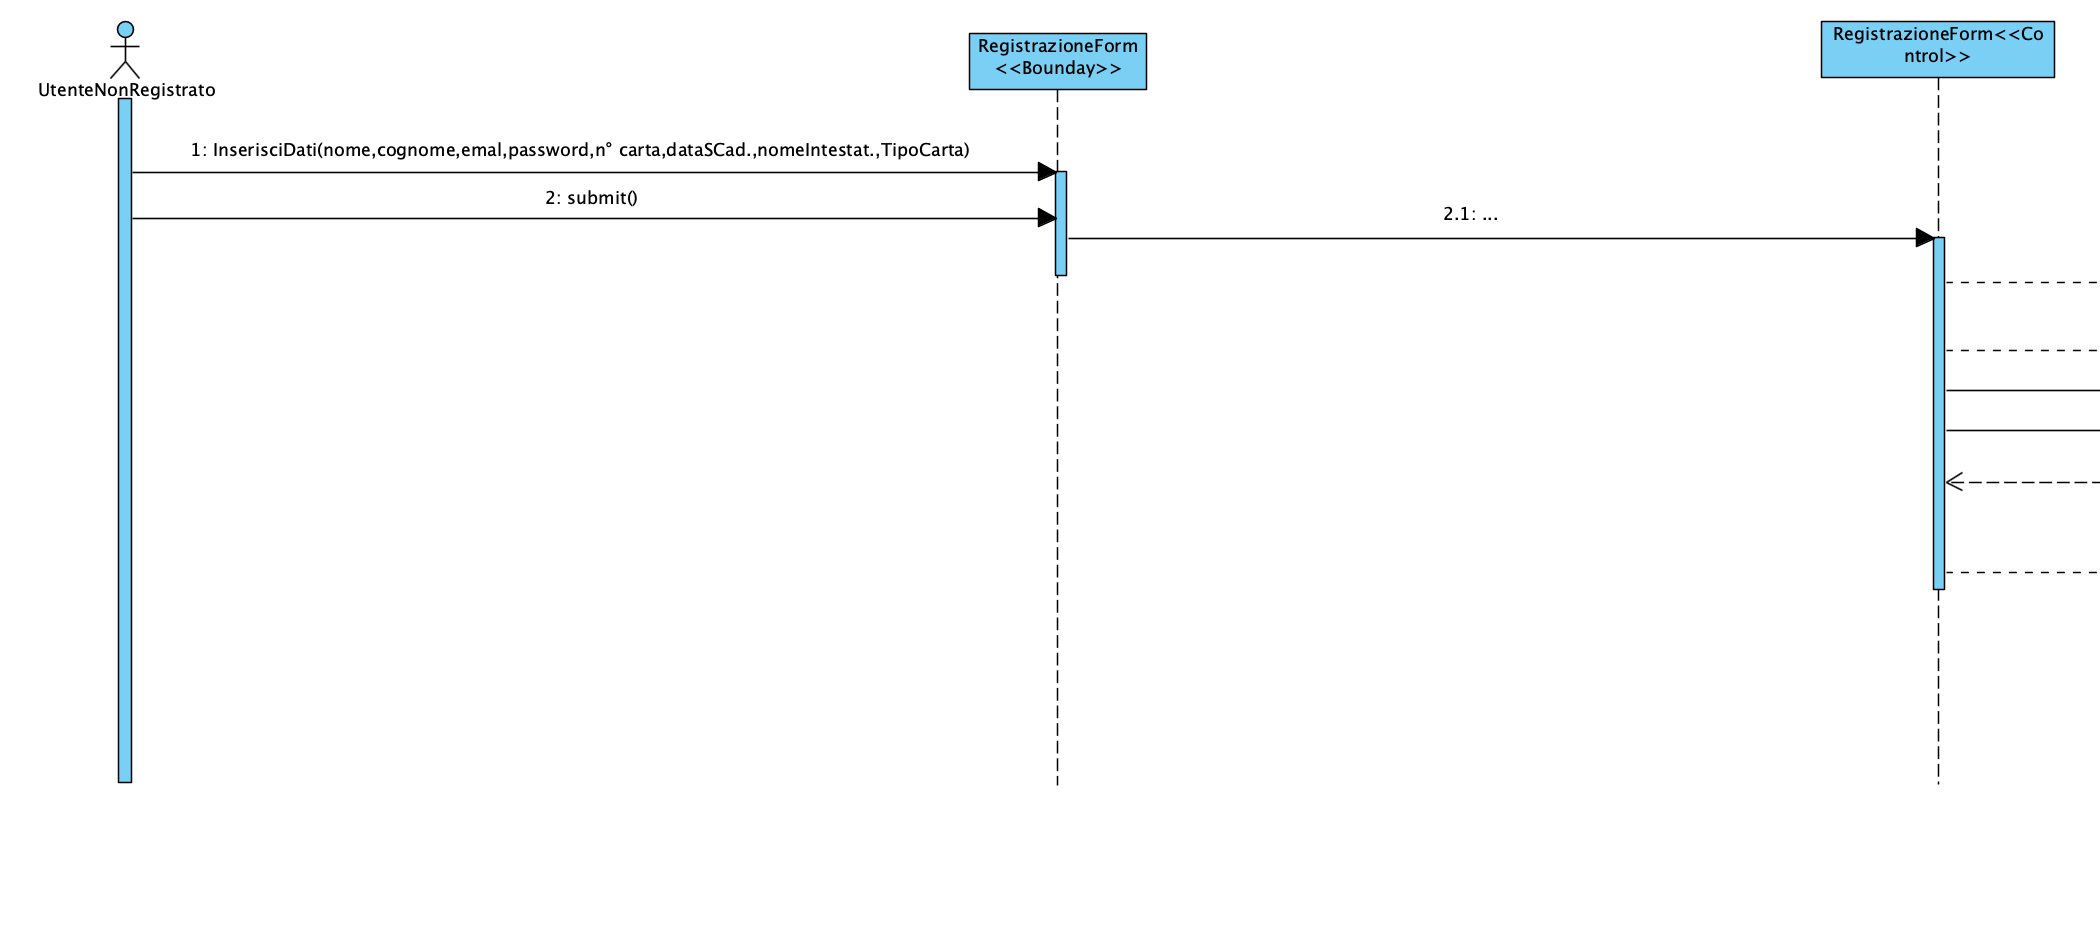 UtenteNonRegistrato
RegistrazioneForm
<<Bounday>>
RegistrazioneForm<<Co
ntrol>>
1: InserisciDati(nome,cognome,emal,password,n° carta,dataSCad.,nomeIntestat.,TipoCarta)
2: submit()
2.1: ...